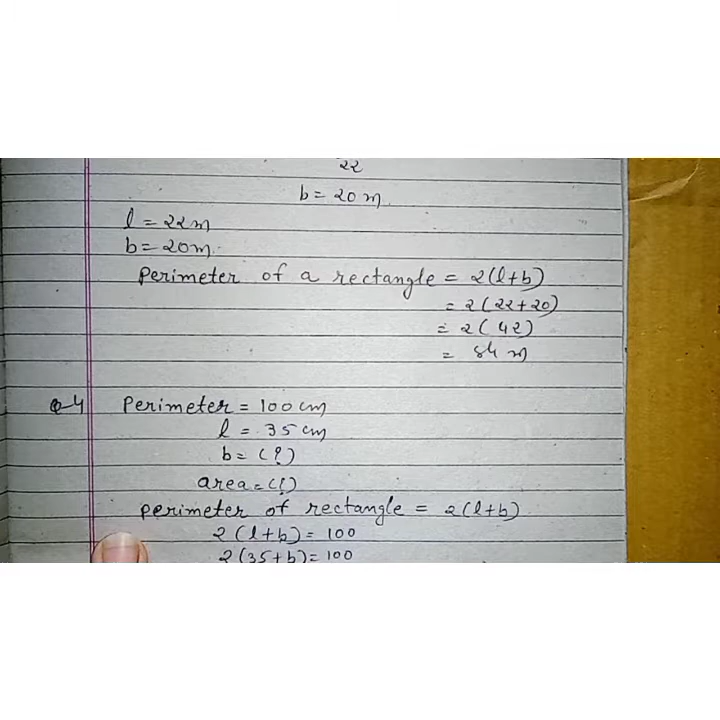 22
b = 20 m
l = 22 m
b = 20 m.
Perimeter of a rectangle = 2(l+b)
= 2(22+20)
= 2(42)
= 84 m
Q-4 Perimeter = 100 cm
l = 35 cm
b = (?)
area = (?)
perimeter of rectangle = 2(l+b)
2(l+b) = 100
2(35+b) = 100